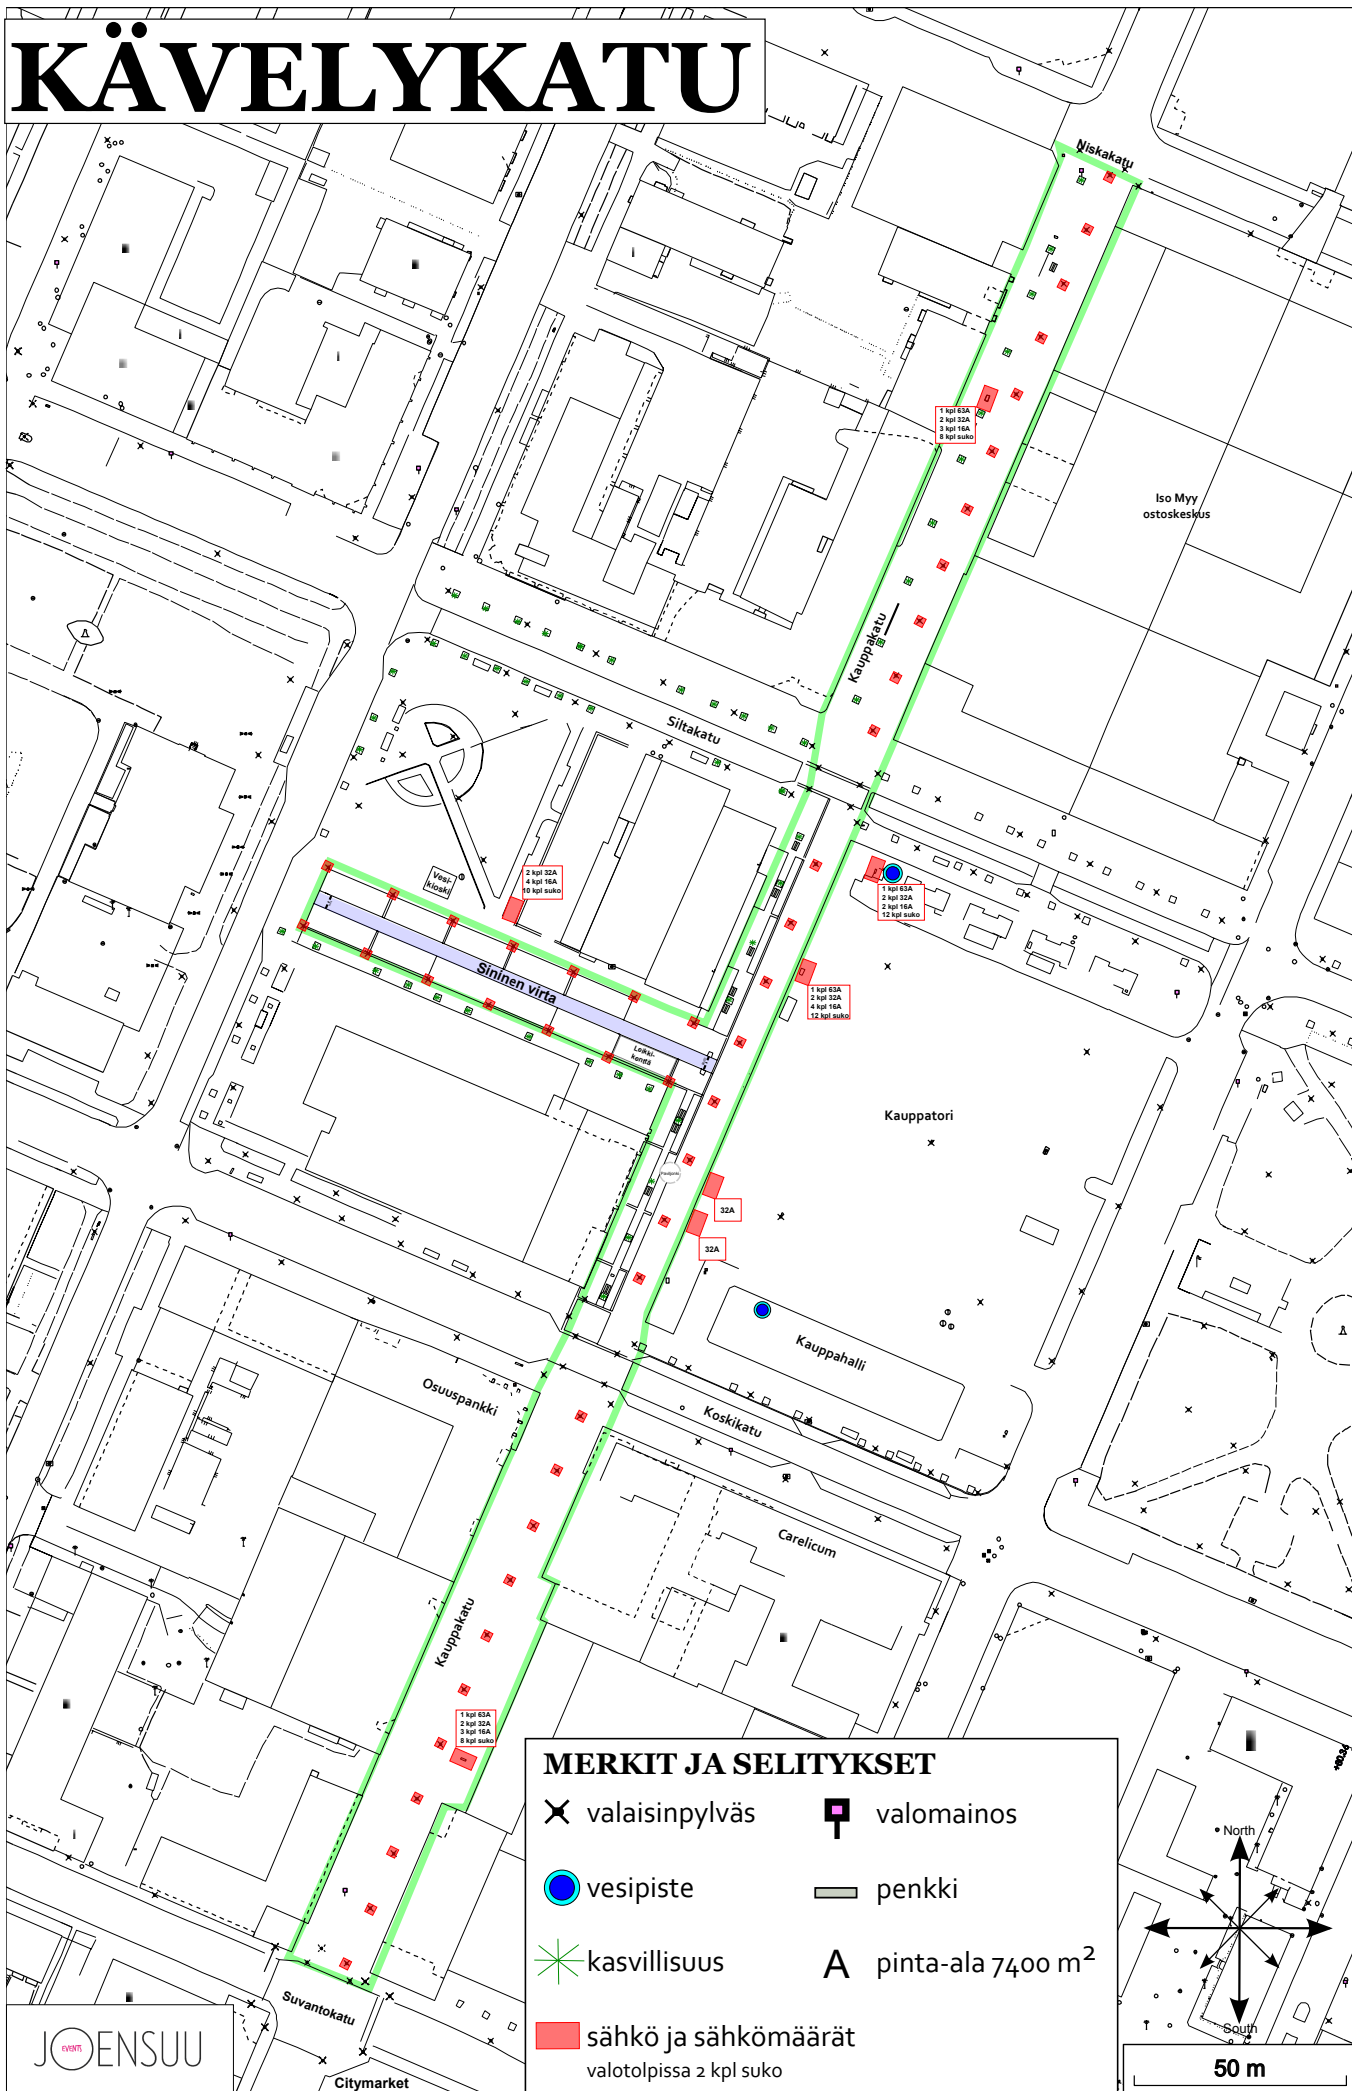 KÄVELYKATU
Niskakatu
1 kpl 63A
2 kpl 32A
3 kpl 16A
8 kpl suko
Iso Myy
ostoskeskus
Kauppakatu
Siltakatu
Vesi-
kioski
2 kpl 32A
4 kpl 16A
10 kpl suko
1 kpl 63A
2 kpl 32A
2 kpl 16A
12 kpl suko
Sininen virta
1 kpl 63A
2 kpl 32A
4 kpl 16A
12 kpl suko
Leikki-
kenttä
Kauppatori
32A
32A
Kauppahalli
Osuuspankki
Koskikatu
Carelicum
Kauppakatu
1 kpl 63A
2 kpl 32A
3 kpl 16A
8 kpl suko
MERKIT JA SELITYKSET
valaisinpylväs
valomainos
vesipiste
penkki
kasvillisuus
A pinta-ala 7400 m²
sähkö ja sähkömäärät
valotolpissa 2 kpl suko
North
South
50 m
Suvantokatu
Citymarket
JOENSUU
EVENTS